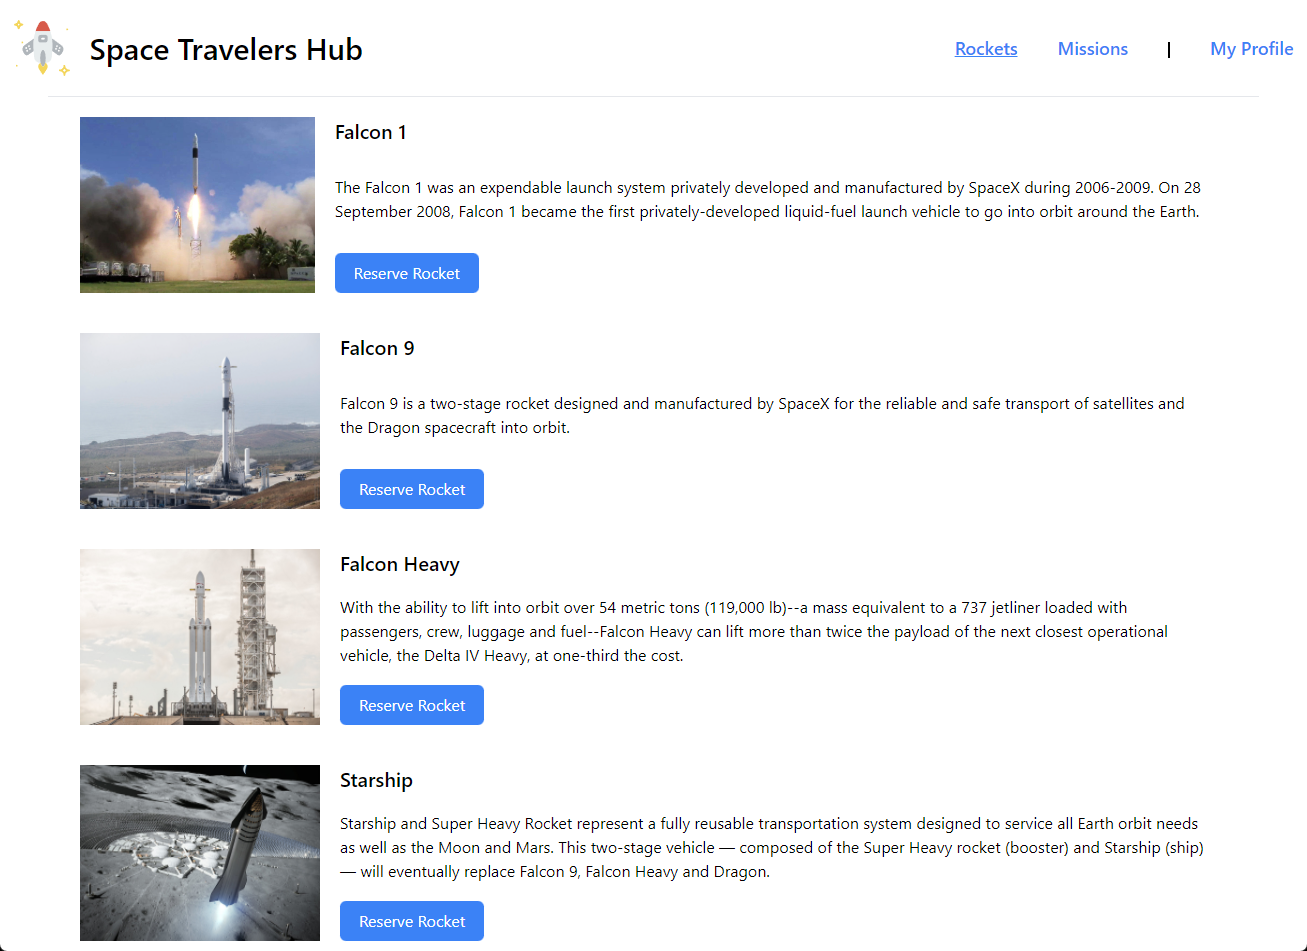 Space Travelers Hub
Rockets Missions | My Profile
Falcon 1
The Falcon 1 was an expendable launch system privately developed and manufactured by SpaceX during 2006-2009. On 28
September 2008, Falcon 1 became the first privately-developed liquid-fuel launch vehicle to go into orbit around the Earth.
Reserve Rocket
Falcon 9
Falcon 9 is a two-stage rocket designed and manufactured by SpaceX for the reliable and safe transport of satellites and
the Dragon spacecraft into orbit.
Reserve Rocket
Falcon Heavy
With the ability to lift into orbit over 54 metric tons (119,000 lb)--a mass equivalent to a 737 jetliner loaded with
passengers, crew, luggage and fuel--Falcon Heavy can lift more than twice the payload of the next closest operational
vehicle, the Delta IV Heavy, at one-third the cost.
Reserve Rocket
Starship
Starship and Super Heavy Rocket represent a fully reusable transportation system designed to service all Earth orbit needs
as well as the Moon and Mars. This two-stage vehicle — composed of the Super Heavy rocket (booster) and Starship (ship)
— will eventually replace Falcon 9, Falcon Heavy and Dragon.
Reserve Rocket